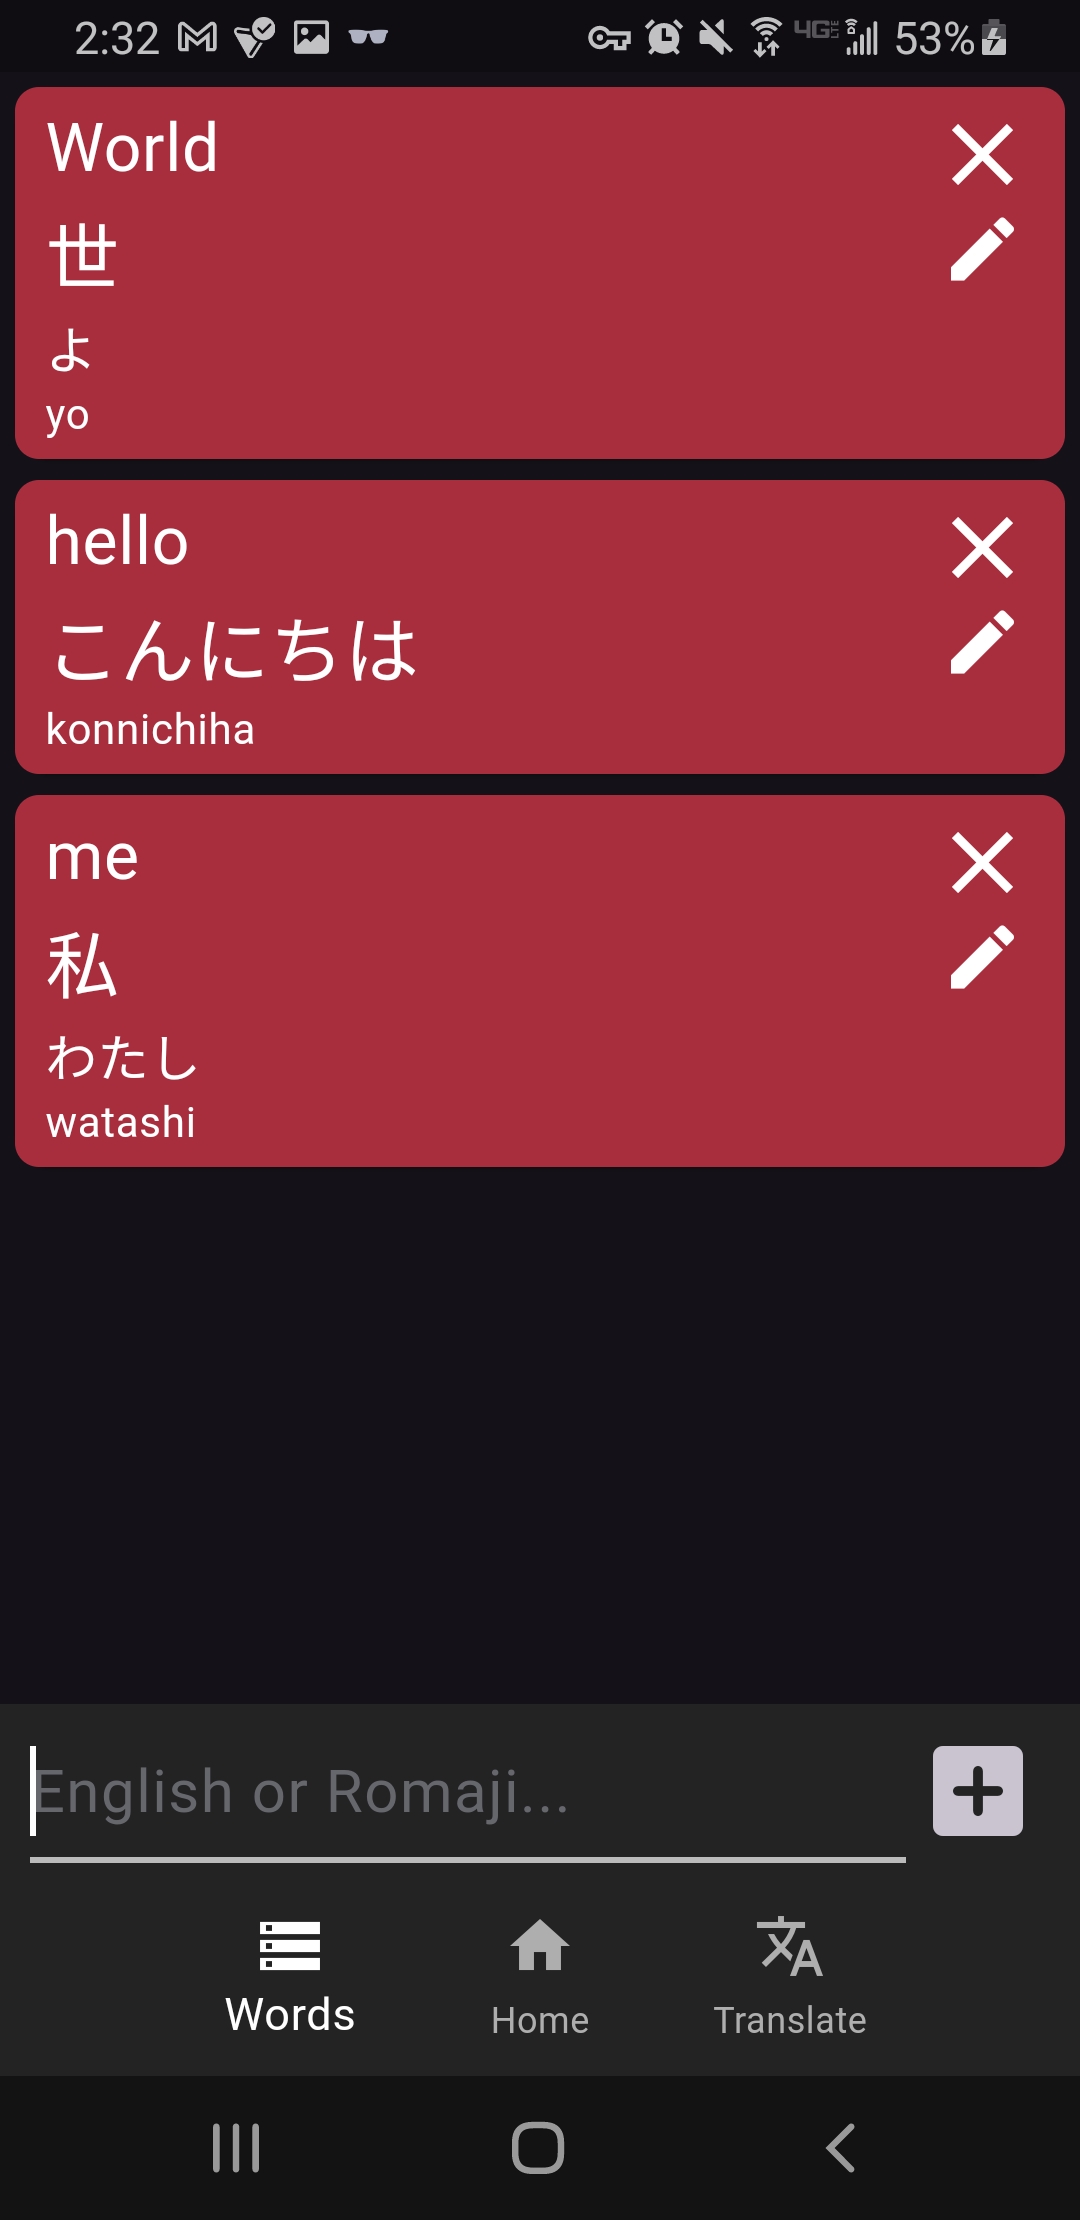 2:32 4G LTE 53%
World
世
よ
yo
hello
こんにちは
konnichiha
me
私
わたし
watashi
English or Romaji...
Words Home Translate